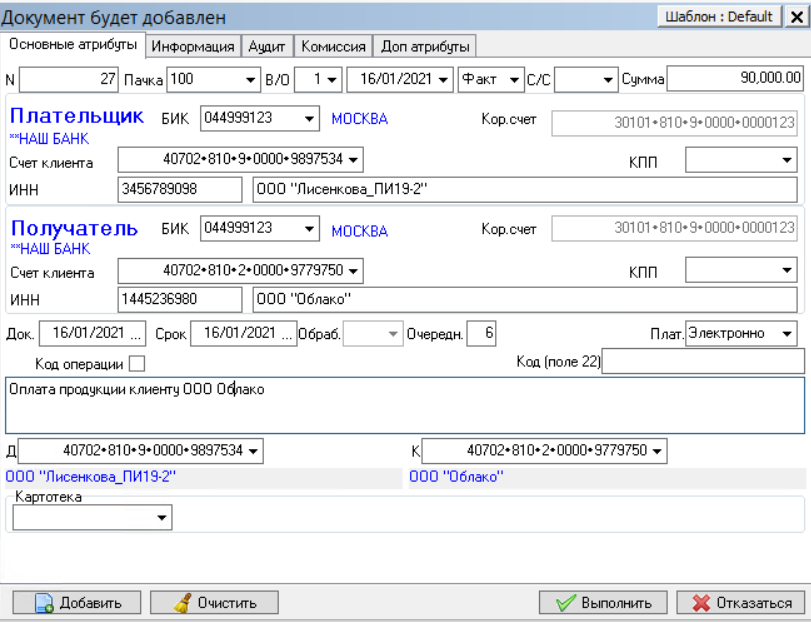 Документ будет добавлен Шаблон : Default
Основные атрибуты Информация Аудит Комиссия Доп атрибуты
N 27 Пачка 100 В/О 1 16/01/2021 Факт С/С Сумма 90,000.00
Плательщик БИК 044999123 МОСКВА Кор.счет 30101•810•9•0000•0000123
**НАШ БАНК
Счет клиента 40702•810•9•0000•9897534 КПП
ИНН 3456789098 ООО "Лисенкова_ПИ19-2"
Получатель БИК 044999123 МОСКВА Кор.счет 30101•810•9•0000•0000123
**НАШ БАНК
Счет клиента 40702•810•2•0000•9779750 КПП
ИНН 1445236980 ООО "Облако"
Док. 16/01/2021 ... Срок 16/01/2021 ... Обраб. Очередн. 6 Плат. Электронно
Код операции Код (поле 22)
Оплата продукции клиенту ООО Облако
Д 40702•810•9•0000•9897534 К 40702•810•2•0000•9779750
ООО "Лисенкова_ПИ19-2" ООО "Облако"
Картотека
Добавить Очистить Выполнить Отказаться